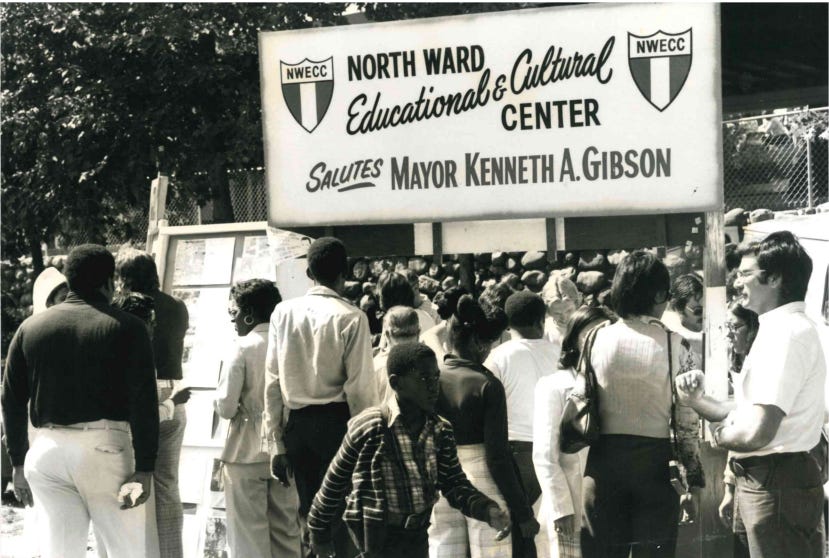 NWECC
NORTH WARD
Educational & Cultural
CENTER
NWECC
SALUTES MAYOR KENNETH A. GIBSON